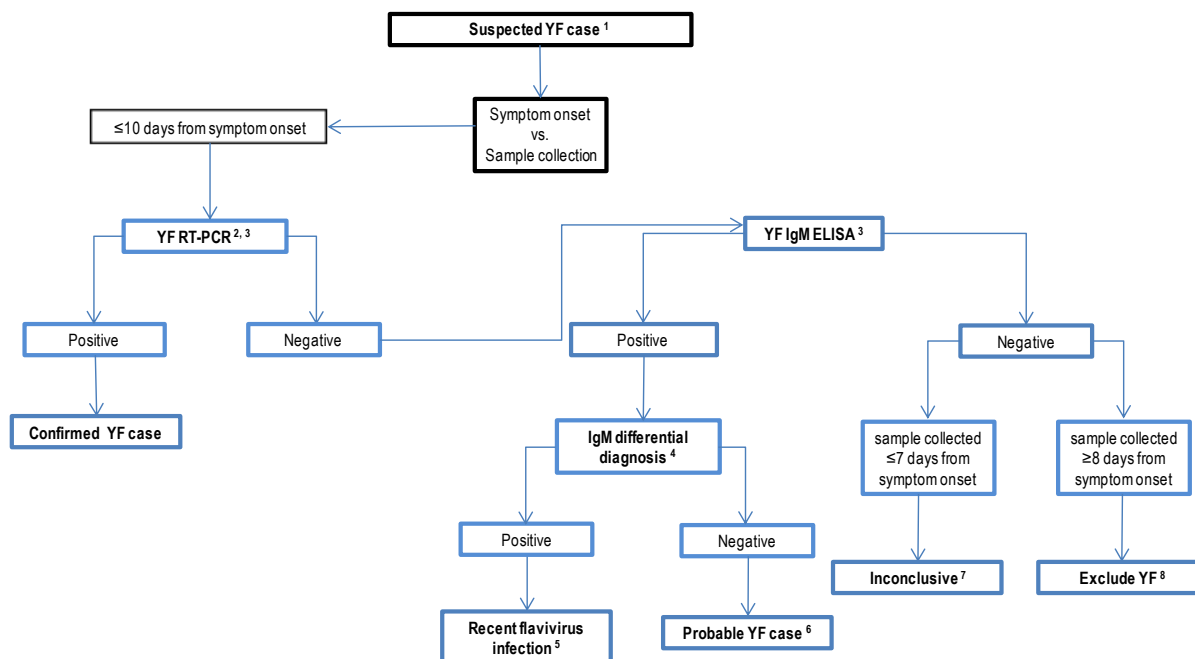 Suspected YF case 1
Symptom onset
vs.
Sample collection
≤10 days from symptom onset
YF RT-PCR 2, 3
YF IgM ELISA 3
Positive
Negative
Positive
Negative
Confirmed YF case
IgM differential
diagnosis 4
sample collected
≤7 days from
symptom onset
sample collected
≥8 days from
symptom onset
Positive
Negative
Inconclusive 7
Exclude YF 8
Recent flavivirus
infection 5
Probable YF case 6